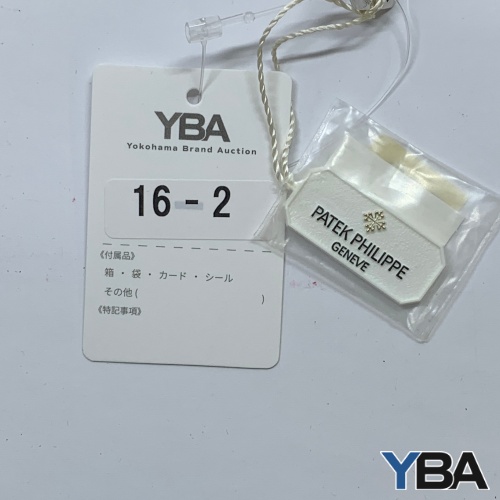 YBA
Yokohama Brand Auction
16-2
《付属品》
箱 ・ 袋 ・ カード ・ シール
その他 ( )
《特記事項》
PATEK PHILIPPE
GENEVE
YBA